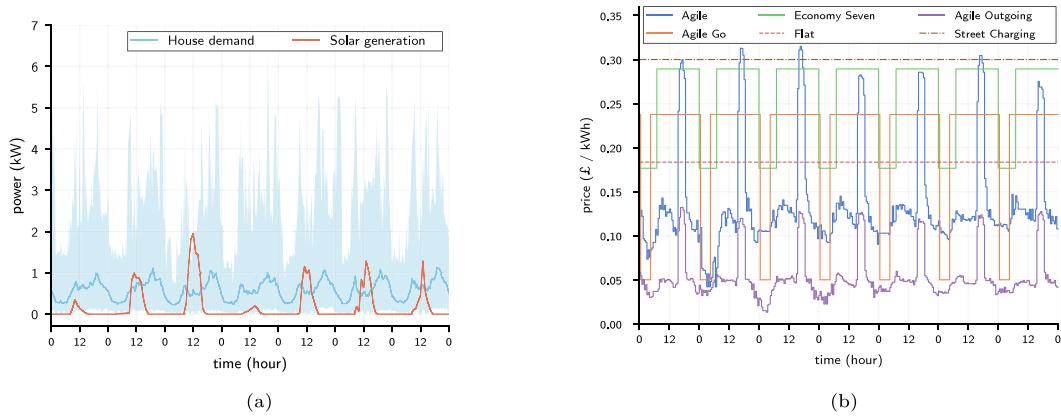 7
6
5
4
3
2
1
0
power (kW)
House demand Solar generation
0 12 0 12 0 12 0 12 0 12 0 12 0 12 0
time (hour)
(a)
0.35
0.30
0.25
0.20
0.15
0.10
0.05
0.00
price (£ / kWh)
Agile Economy Seven Agile Outgoing
Agile Go Flat Street Charging
0 12 0 12 0 12 0 12 0 12 0 12 0 12 0
time (hour)
(b)